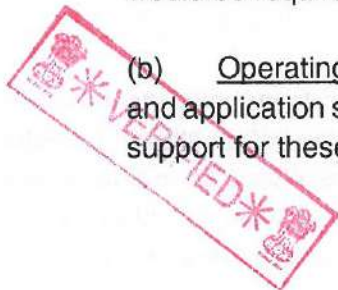 (b) Operating
and application s
support for these
*VERIFIED*